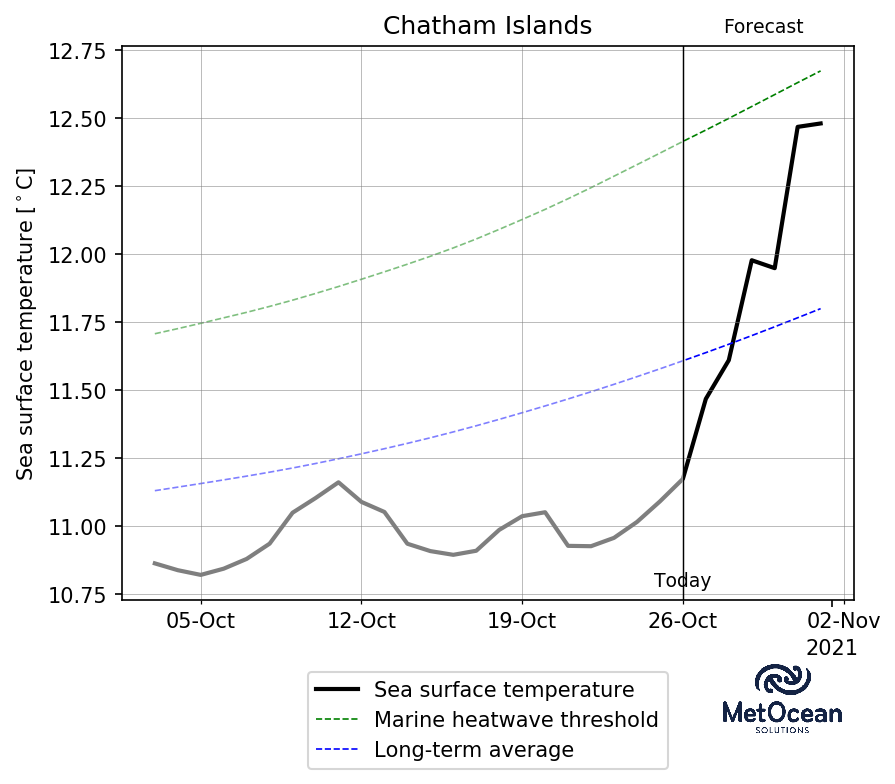 Chatham Islands
Forecast
12.75
12.50
12.25
12.00
11.75
11.50
11.25
11.00
10.75
Sea surface temperature [°C]
Today
05-Oct 12-Oct 19-Oct 26-Oct 02-Nov
2021
Sea surface temperature
Marine heatwave threshold
Long-term average
MetOcean
SOLUTIONS